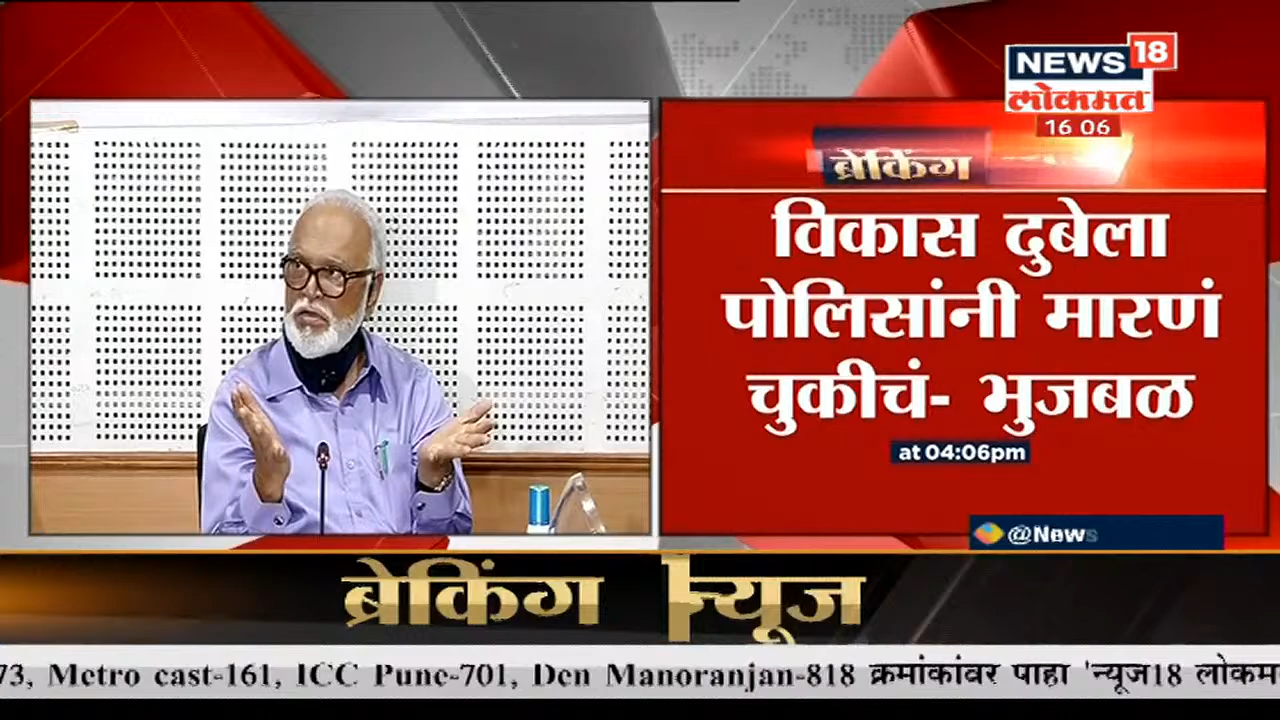 NEWS 18
लोकमत
16 06
ब्रेकिंग
विकास दुबेला
पोलिसांनी मारणं
चुकीचं- भुजबळ
at 04:06pm
@News
ब्रेकिंग न्यूज
73, Metro cast-161, ICC Pune-701, Den Manoranjan-818 क्रमांकांवर पाहा 'न्यूज18 लोकम